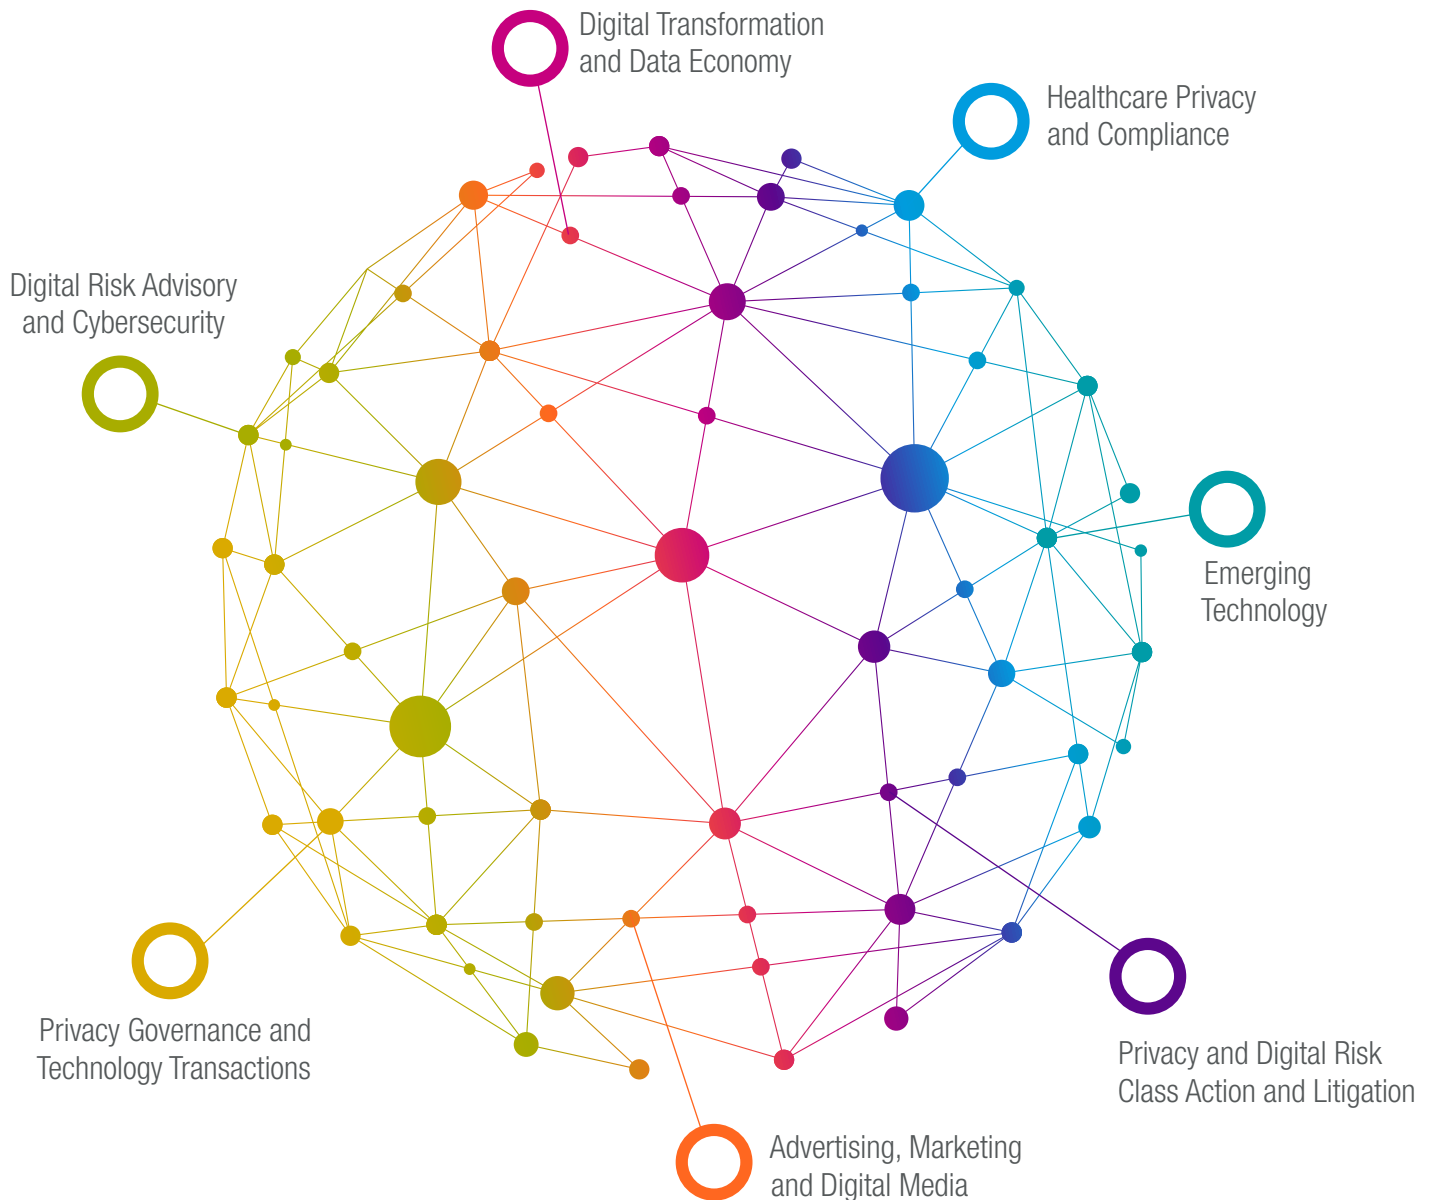 Digital Transformation
and Data Economy
Healthcare Privacy
and Compliance
Digital Risk Advisory
and Cybersecurity
Emerging
Technology
Privacy Governance and
Technology Transactions
Privacy and Digital Risk
Class Action and Litigation
Advertising, Marketing
and Digital Media